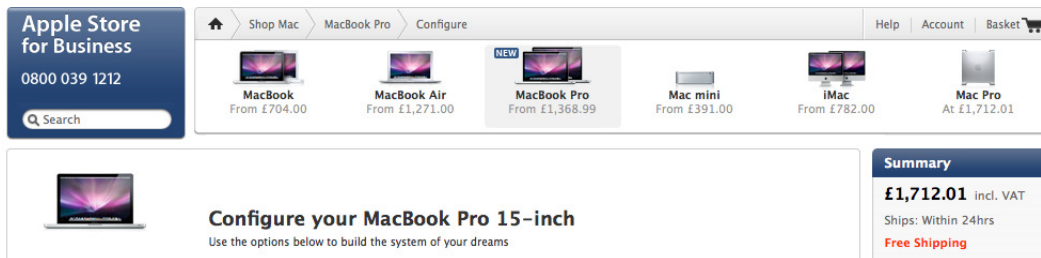 Apple Store
for Business
0800 039 1212
Search
Shop Mac
MacBook Pro
Configure
Help
Account
Basket
MacBook
From £704.00
MacBook Air
From £1,271.00
NEW
MacBook Pro
From £1,368.99
Mac mini
From £391.00
iMac
From £782.00
Mac Pro
At £1,712.01
Configure your MacBook Pro 15-inch
Use the options below to build the system of your dreams
Summary
£1,712.01 incl. VAT
Ships: Within 24hrs
Free Shipping